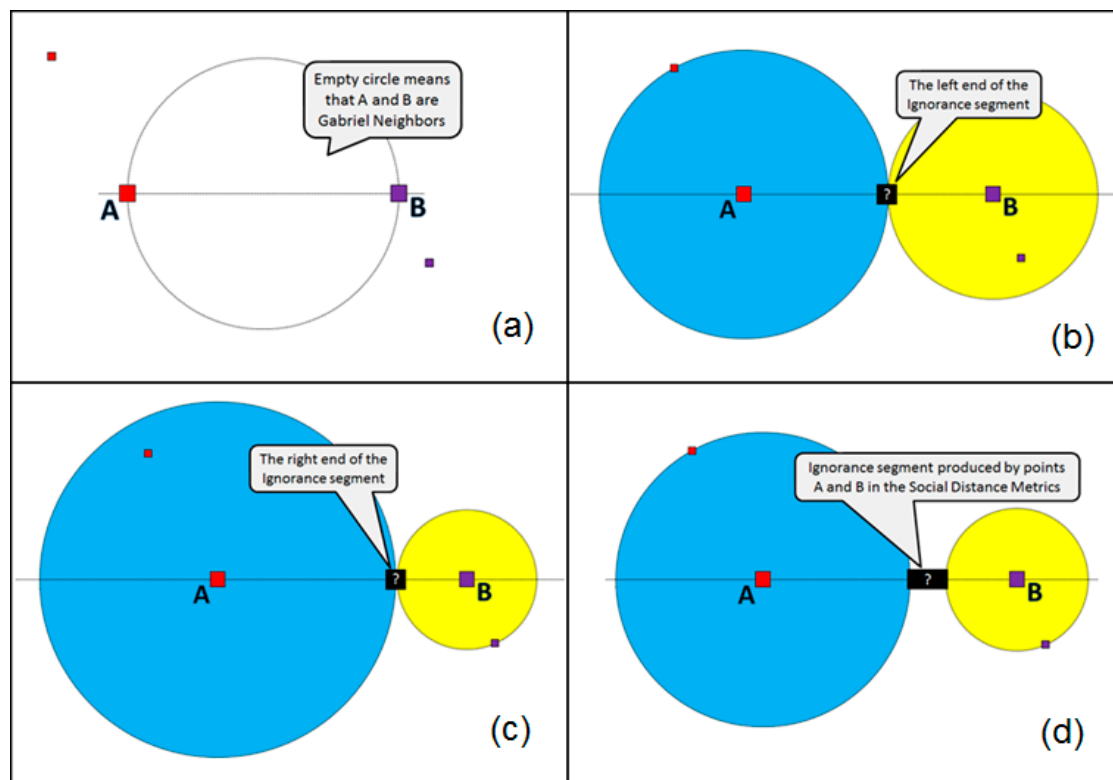 Empty circle means
that A and B are
Gabriel Neighbors
A
B
(a)
The left end of the
Ignorance segment
?
A
B
(b)
The right end of the
Ignorance segment
?
A
B
(c)
Ignorance segment produced by points
A and B in the Social Distance Metrics
?
A
B
(d)